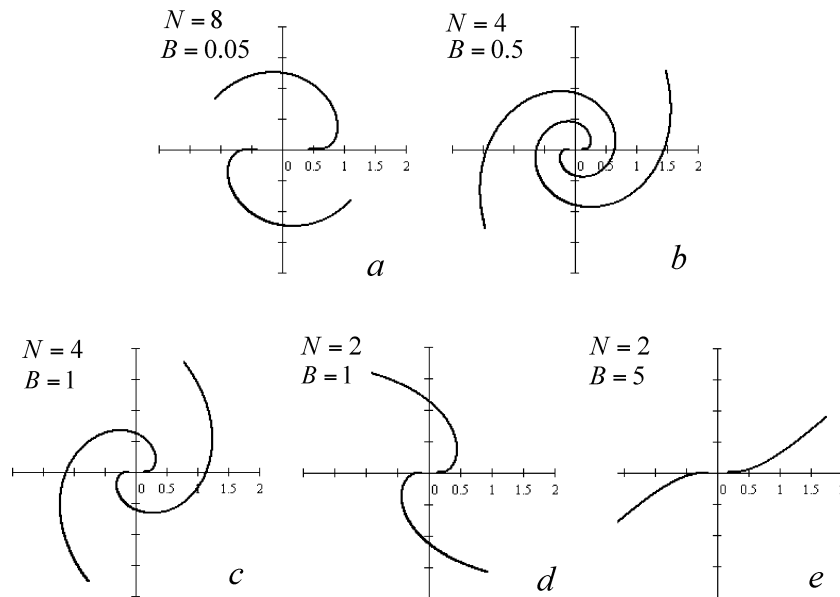 N = 8
B = 0.05
0 0.5 1 1.5 2
a
N = 4
B = 0.5
0 0.5 1 1.5 2
b
N = 4
B = 1
0 0.5 1 1.5 2
c
N = 2
B = 1
0 0.5 1 1.5 2
d
N = 2
B = 5
0 0.5 1 1.5 2
e